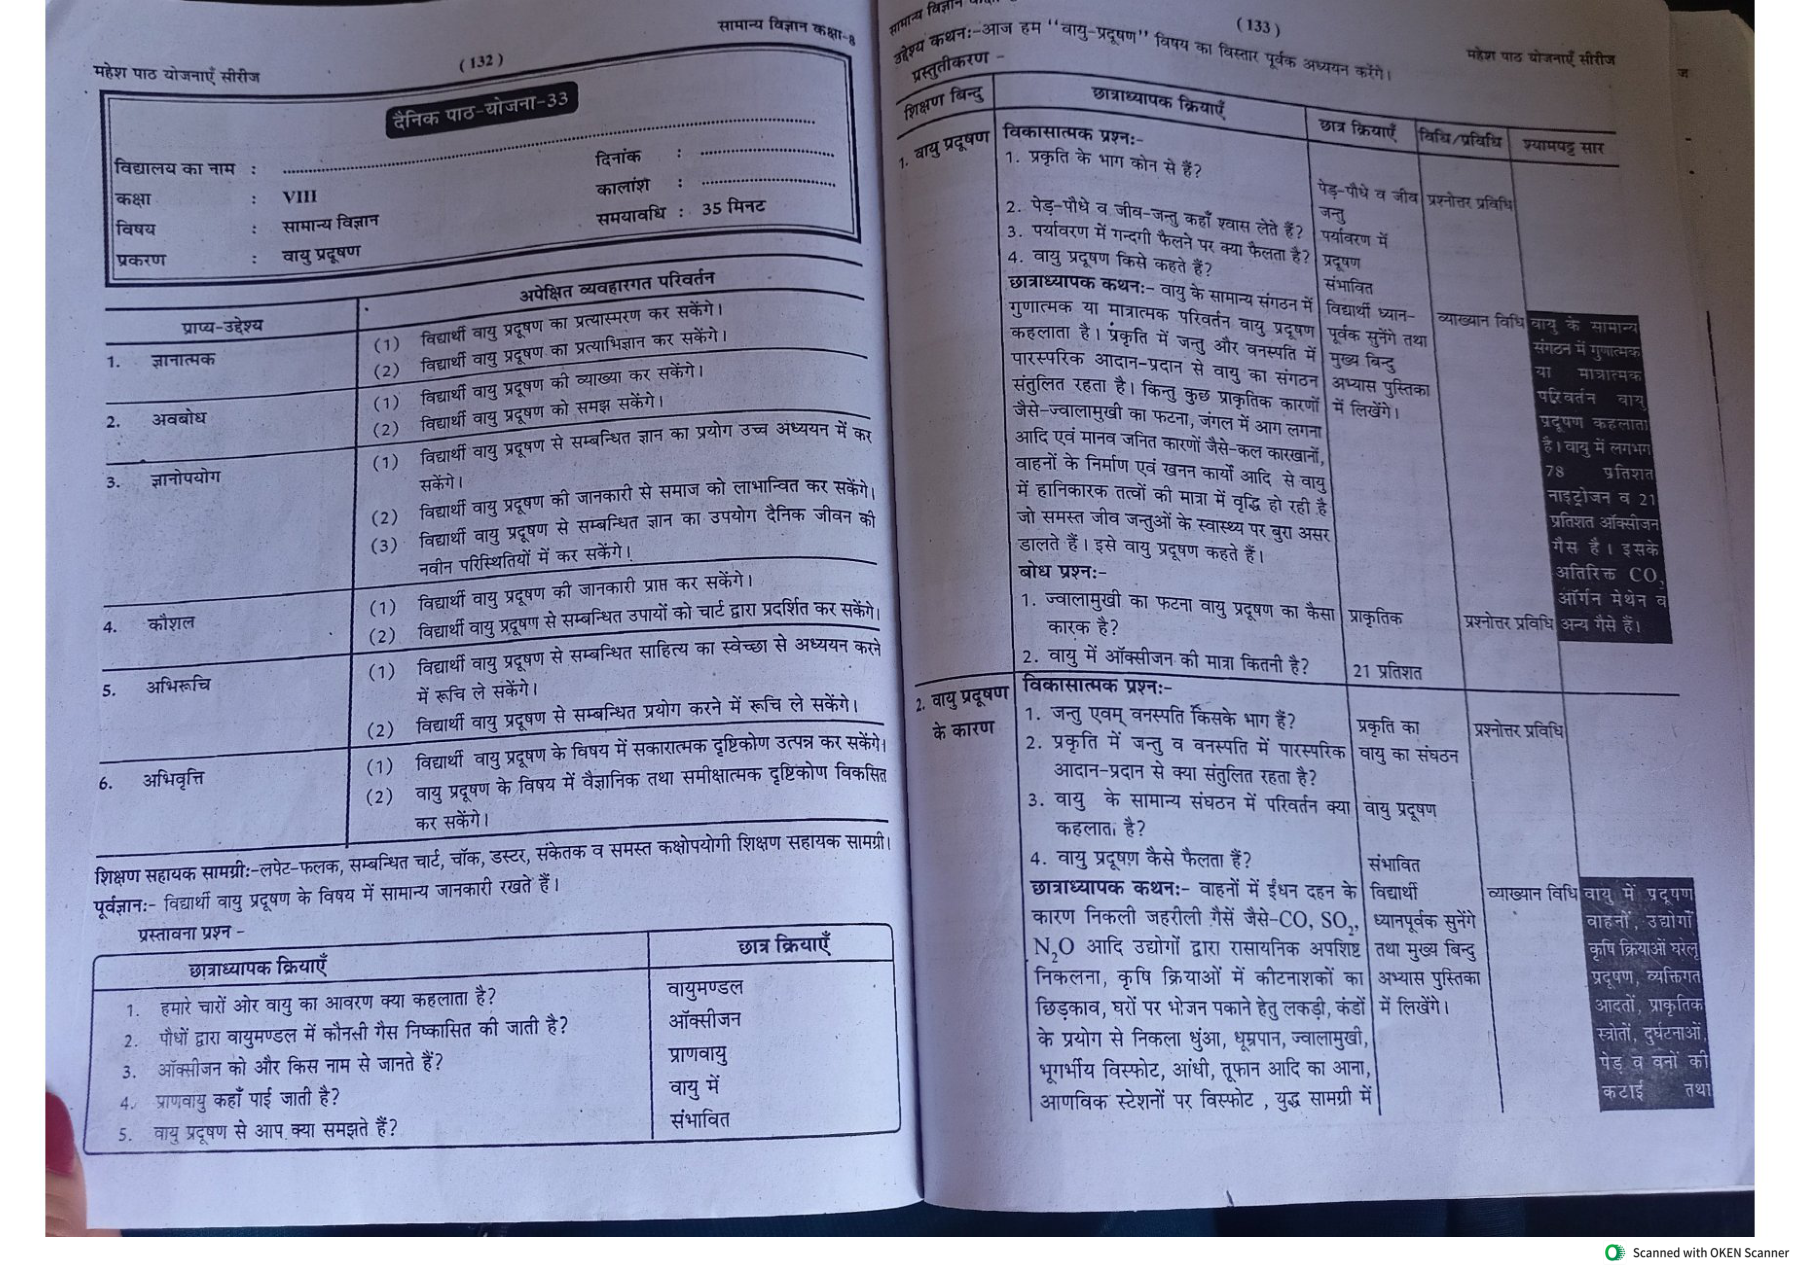 सामान्य विज्ञान कक्षा-8
(132)
महेश पाठ योजनाएँ सीरीज
दैनिक पाठ-योजना-33
विद्यालय का नाम :
दिनांक :
कक्षा : VIII
कालांश :
विषय : सामान्य विज्ञान
समयावधि : 35 मिनट
प्रकरण : वायु प्रदूषण
प्राप्य-उद्देश्य
अपेक्षित व्यवहारगत परिवर्तन
1. ज्ञानात्मक
(1) विद्यार्थी वायु प्रदूषण का प्रत्यास्मरण कर सकेंगे।
(2) विद्यार्थी वायु प्रदूषण का प्रत्याभिज्ञान कर सकेंगे।
2. अवबोध
(1) विद्यार्थी वायु प्रदूषण की व्याख्या कर सकेंगे।
(2) विद्यार्थी वायु प्रदूषण को समझ सकेंगे।
3. ज्ञानोपयोग
(1) विद्यार्थी वायु प्रदूषण से सम्बन्धित ज्ञान का प्रयोग उच्च अध्ययन में कर
सकेंगे।
(2) विद्यार्थी वायु प्रदूषण की जानकारी से समाज को लाभान्वित कर सकेंगे।
(3) विद्यार्थी वायु प्रदूषण से सम्बन्धित ज्ञान का उपयोग दैनिक जीवन की
नवीन परिस्थितियों में कर सकेंगे।
4. कौशल
(1) विद्यार्थी वायु प्रदूषण की जानकारी प्राप्त कर सकेंगे।
(2) विद्यार्थी वायु प्रदूषण से सम्बन्धित उपायों को चार्ट द्वारा प्रदर्शित कर सकेंगे।
5. अभिरूचि
(1) विद्यार्थी वायु प्रदूषण से सम्बन्धित साहित्य का स्वेच्छा से अध्ययन करने
में रूचि ले सकेंगे।
(2) विद्यार्थी वायु प्रदूषण से सम्बन्धित प्रयोग करने में रूचि ले सकेंगे।
6. अभिवृत्ति
(1) विद्यार्थी वायु प्रदूषण के विषय में सकारात्मक दृष्टिकोण उत्पन्न कर सकेंगे।
(2) वायु प्रदूषण के विषय में वैज्ञानिक तथा समीक्षात्मक दृष्टिकोण विकसित
कर सकेंगे।
शिक्षण सहायक सामग्री:-लपेट-फलक, सम्बन्धित चार्ट, चॉक, डस्टर, संकेतक व समस्त कक्षोपयोगी शिक्षण सहायक सामग्री।
पूर्वज्ञान:- विद्यार्थी वायु प्रदूषण के विषय में सामान्य जानकारी रखते हैं।
प्रस्तावना प्रश्न -
छात्राध्यापक क्रियाएँ
छात्र क्रियाएँ
1. हमारे चारों ओर वायु का आवरण क्या कहलाता है?
वायुमण्डल
2. पौधों द्वारा वायुमण्डल में कौनसी गैस निष्कासित की जाती है?
ऑक्सीजन
3. ऑक्सीजन को और किस नाम से जानते हैं?
प्राणवायु
4. प्राणवायु कहाँ पाई जाती है?
वायु में
5. वायु प्रदूषण से आप क्या समझते हैं?
संभावित
सामान्य विज्ञान
(133)
महेश पाठ योजनाएँ सीरीज
उद्देश्य कथन:-आज हम "वायु-प्रदूषण" विषय का विस्तार पूर्वक अध्ययन करेंगे।
प्रस्तुतीकरण -
शिक्षण बिन्दु
छात्राध्यापक क्रियाएँ
छात्र क्रियाएँ
विधि/प्रविधि
श्यामपट्ट सार
1. वायु प्रदूषण
विकासात्मक प्रश्न:-
1. प्रकृति के भाग कोन से हैं?
2. पेड़-पौधे व जीव-जन्तु कहाँ श्वास लेते हैं?
3. पर्यावरण में गन्दगी फैलने पर क्या फैलता है?
4. वायु प्रदूषण किसे कहते हैं?
छात्राध्यापक कथन:- वायु के सामान्य संगठन में
गुणात्मक या मात्रात्मक परिवर्तन वायु प्रदूषण
कहलाता है। प्रकृति में जन्तु और वनस्पति में
पारस्परिक आदान-प्रदान से वायु का संगठन
संतुलित रहता है। किन्तु कुछ प्राकृतिक कारणों
जैसे-ज्वालामुखी का फटना, जंगल में आग लगना
आदि एवं मानव जनित कारणों जैसे-कल कारखानों,
वाहनों के निर्माण एवं खनन कार्यों आदि से वायु
में हानिकारक तत्वों की मात्रा में वृद्धि हो रही है
जो समस्त जीव जन्तुओं के स्वास्थ्य पर बुरा असर
डालते हैं। इसे वायु प्रदूषण कहते हैं।
बोध प्रश्न:-
1. ज्वालामुखी का फटना वायु प्रदूषण का कैसा
कारक है?
2. वायु में ऑक्सीजन की मात्रा कितनी है?
पेड़-पौधे व जीव
जन्तु
पर्यावरण में
प्रदूषण
संभावित
विद्यार्थी ध्यान-
पूर्वक सुनेंगे तथा
मुख्य बिन्दु
अभ्यास पुस्तिका
में लिखेंगे।
प्राकृतिक
21 प्रतिशत
प्रश्नोत्तर प्रविधि
व्याख्यान विधि
प्रश्नोत्तर प्रविधि
वायु के सामान्य
संगठन में गुणात्मक
या मात्रात्मक
परिवर्तन वायु
प्रदूषण कहलाता
है। वायु में लगभग
78 प्रतिशत
नाइट्रोजन व 21
प्रतिशत ऑक्सीजन
गैस है। इसके
अतिरिक्त CO,
ऑर्गन मेथेन व
अन्य गैसे हैं।
2. वायु प्रदूषण
के कारण
विकासात्मक प्रश्न:-
1. जन्तु एवम् वनस्पति किसके भाग हैं?
2. प्रकृति में जन्तु व वनस्पति में पारस्परिक
आदान-प्रदान से क्या संतुलित रहता है?
3. वायु के सामान्य संघठन में परिवर्तन क्या
कहलाता है?
4. वायु प्रदूषण कैसे फैलता हैं?
छात्राध्यापक कथन:- वाहनों में ईंधन दहन के
कारण निकली जहरीली गैसें जैसे-CO, SO2,
N2O आदि उद्योगों द्वारा रासायनिक अपशिष्ट
निकलना, कृषि क्रियाओं में कीटनाशकों का
छिड़काव, घरों पर भोजन पकाने हेतु लकड़ी, कंडों
के प्रयोग से निकला धुंआ, धूम्रपान, ज्वालामुखी,
भूगर्भीय विस्फोट, आंधी, तूफान आदि का आना,
आणविक स्टेशनों पर विस्फोट , युद्ध सामग्री में
प्रकृति का
वायु का संघठन
वायु प्रदूषण
संभावित
विद्यार्थी
ध्यानपूर्वक सुनेंगे
तथा मुख्य बिन्दु
अभ्यास पुस्तिका
में लिखेंगे।
प्रश्नोत्तर प्रविधि
व्याख्यान विधि
वायु में प्रदूषण
वाहनों, उद्योगों
कृषि क्रियाओं घरेलू
प्रदूषण, व्यक्तिगत
आदतों, प्राकृतिक
स्त्रोतों, दुर्घटनाओं,
पेड़ व वनों की
कटाई तथा
Scanned with OKEN Scanner